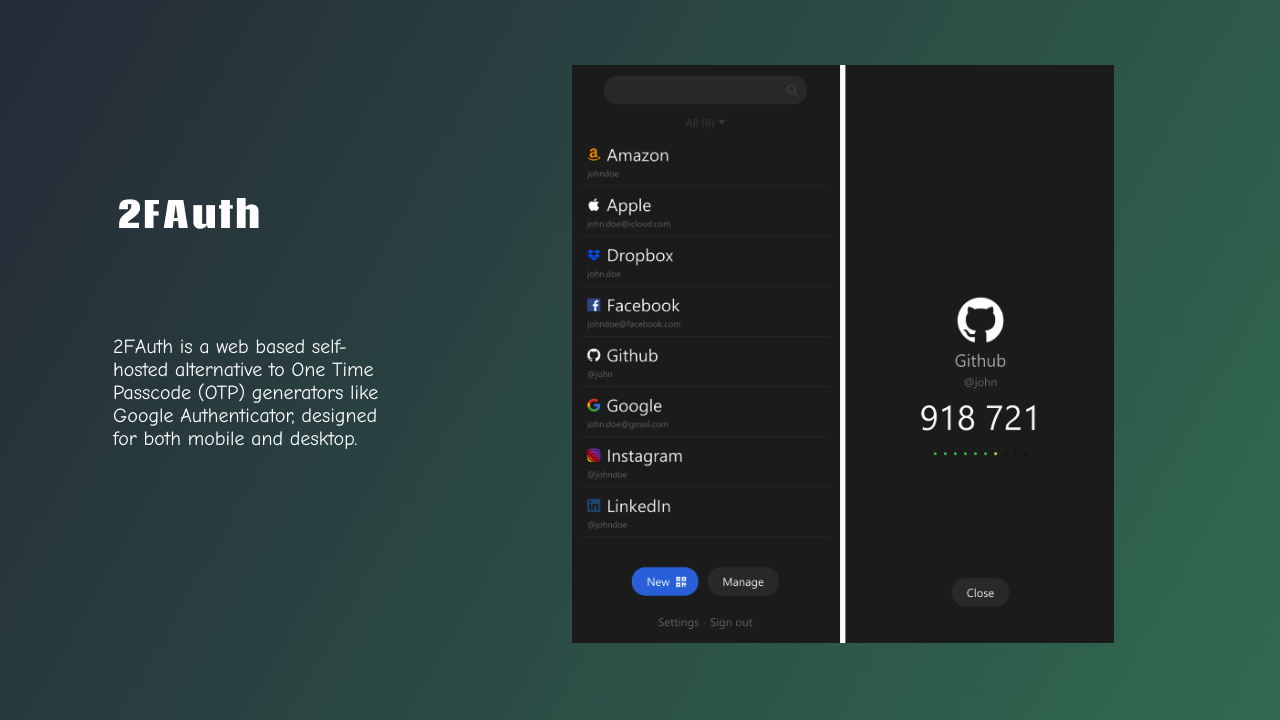 2FAuth
2FAuth is a web based self-
hosted alternative to One Time
Passcode (OTP) generators like
Google Authenticator, designed
for both mobile and desktop.
All (8)
Amazon
johndoe
Apple
john.doe@icloud.com
Dropbox
john.doe
Facebook
johndoe@facebook.com
Github
@john
Google
john.doe@gmail.com
Instagram
@johndoe
LinkedIn
@johndoe
New
Manage
Settings - Sign out
Github
@john
918 721
Close